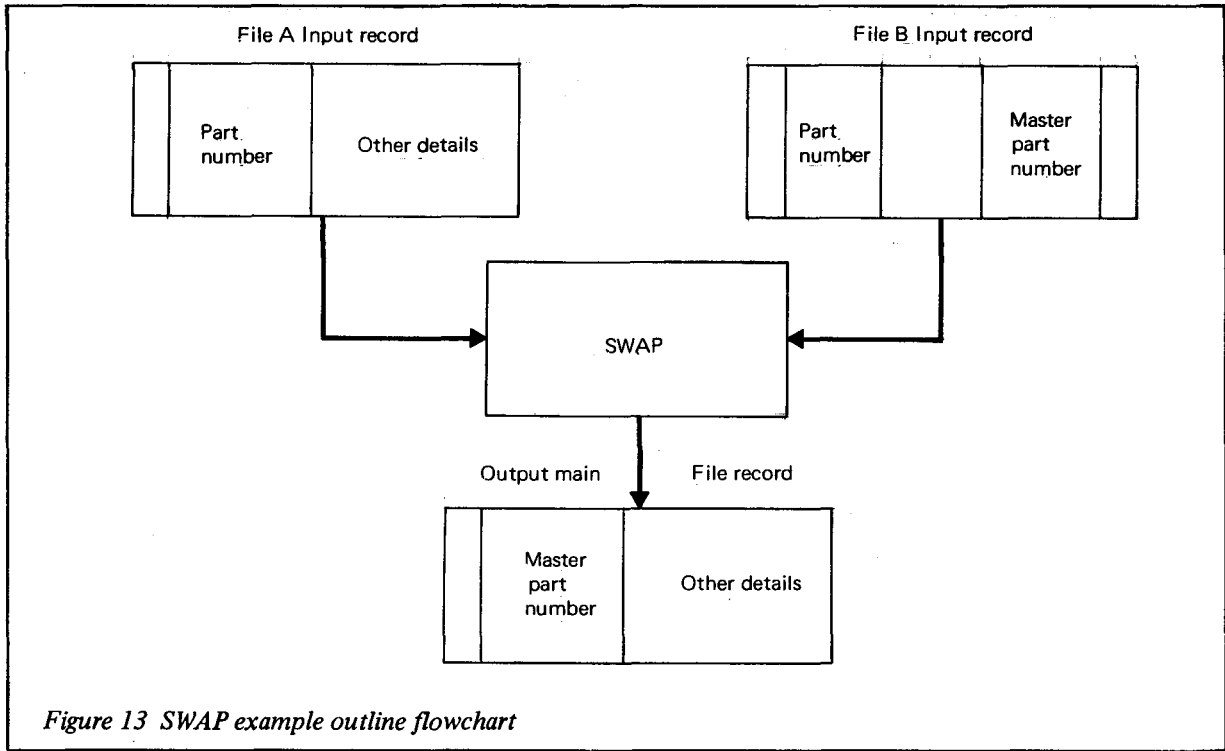 File A Input record
File B Input record
Part
number
Other details
Part
number
Master
part
number
SWAP
Output main File record
Master
part
number
Other details
Figure 13 SWAP example outline flowchart